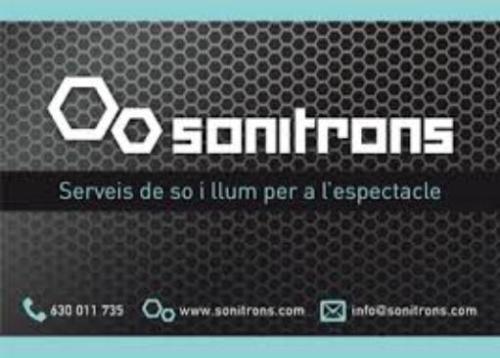 sonitrons
Serveis de so i llum per a l'espectacle
630 011 735 www.sonitrons.com info@sonitrons.com